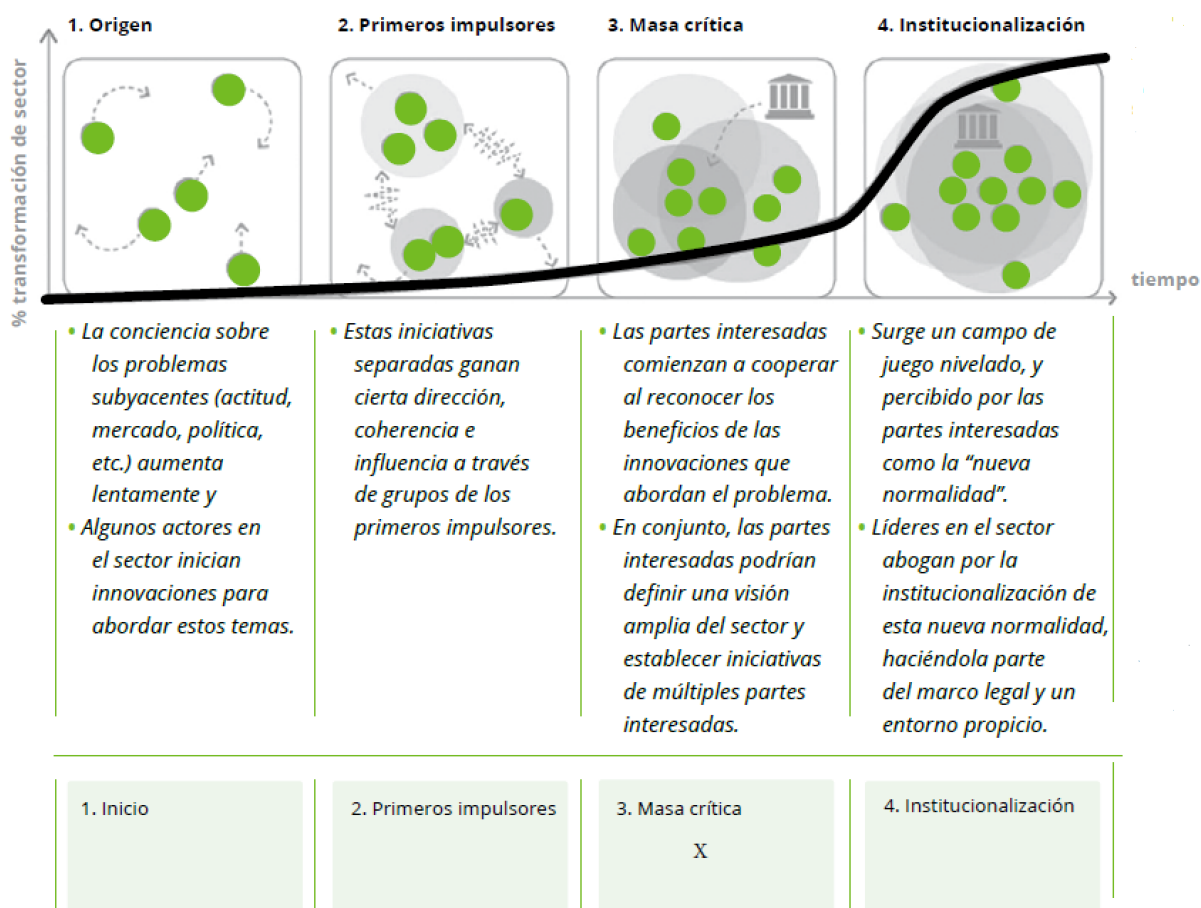 1. Origen
2. Primeros impulsores
3. Masa crítica
4. Institucionalización
% transformación de sector
tiempo
• La conciencia sobre
los problemas
subyacentes (actitud,
mercado, política,
etc.) aumenta
lentamente y
• Algunos actores en
el sector inician
innovaciones para
abordar estos temas.
• Estas iniciativas
separadas ganan
cierta dirección,
coherencia e
influencia a través
de grupos de los
primeros impulsores.
• Las partes interesadas
comienzan a cooperar
al reconocer los
beneficios de las
innovaciones que
abordan el problema.
• En conjunto, las partes
interesadas podrían
definir una visión
amplia del sector y
establecer iniciativas
de múltiples partes
interesadas.
• Surge un campo de
juego nivelado, y
percibido por las
partes interesadas
como la “nueva
normalidad”.
• Líderes en el sector
abogan por la
institucionalización de
esta nueva normalidad,
haciéndola parte
del marco legal y un
entorno propicio.
1. Inicio
2. Primeros impulsores
3. Masa crítica
X
4. Institucionalización